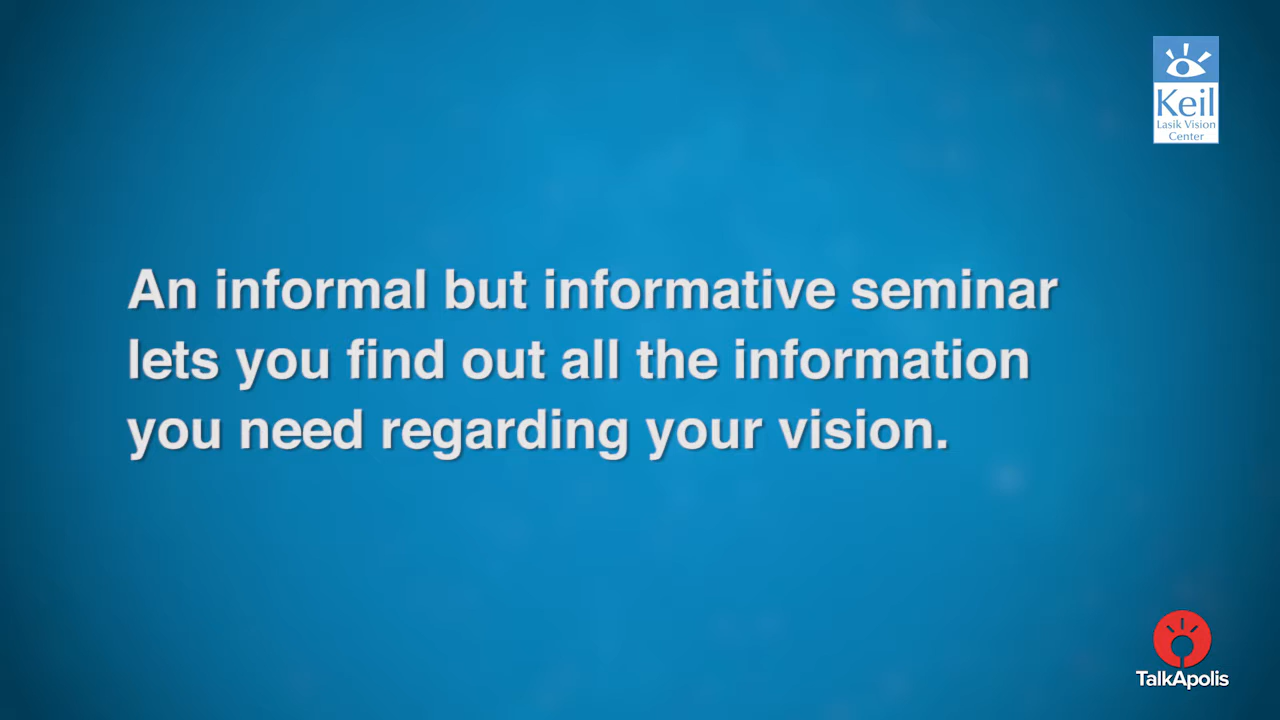 Keil
Lasik Vision
Center
An informal but informative seminar
lets you find out all the information
you need regarding your vision.
TalkApolis